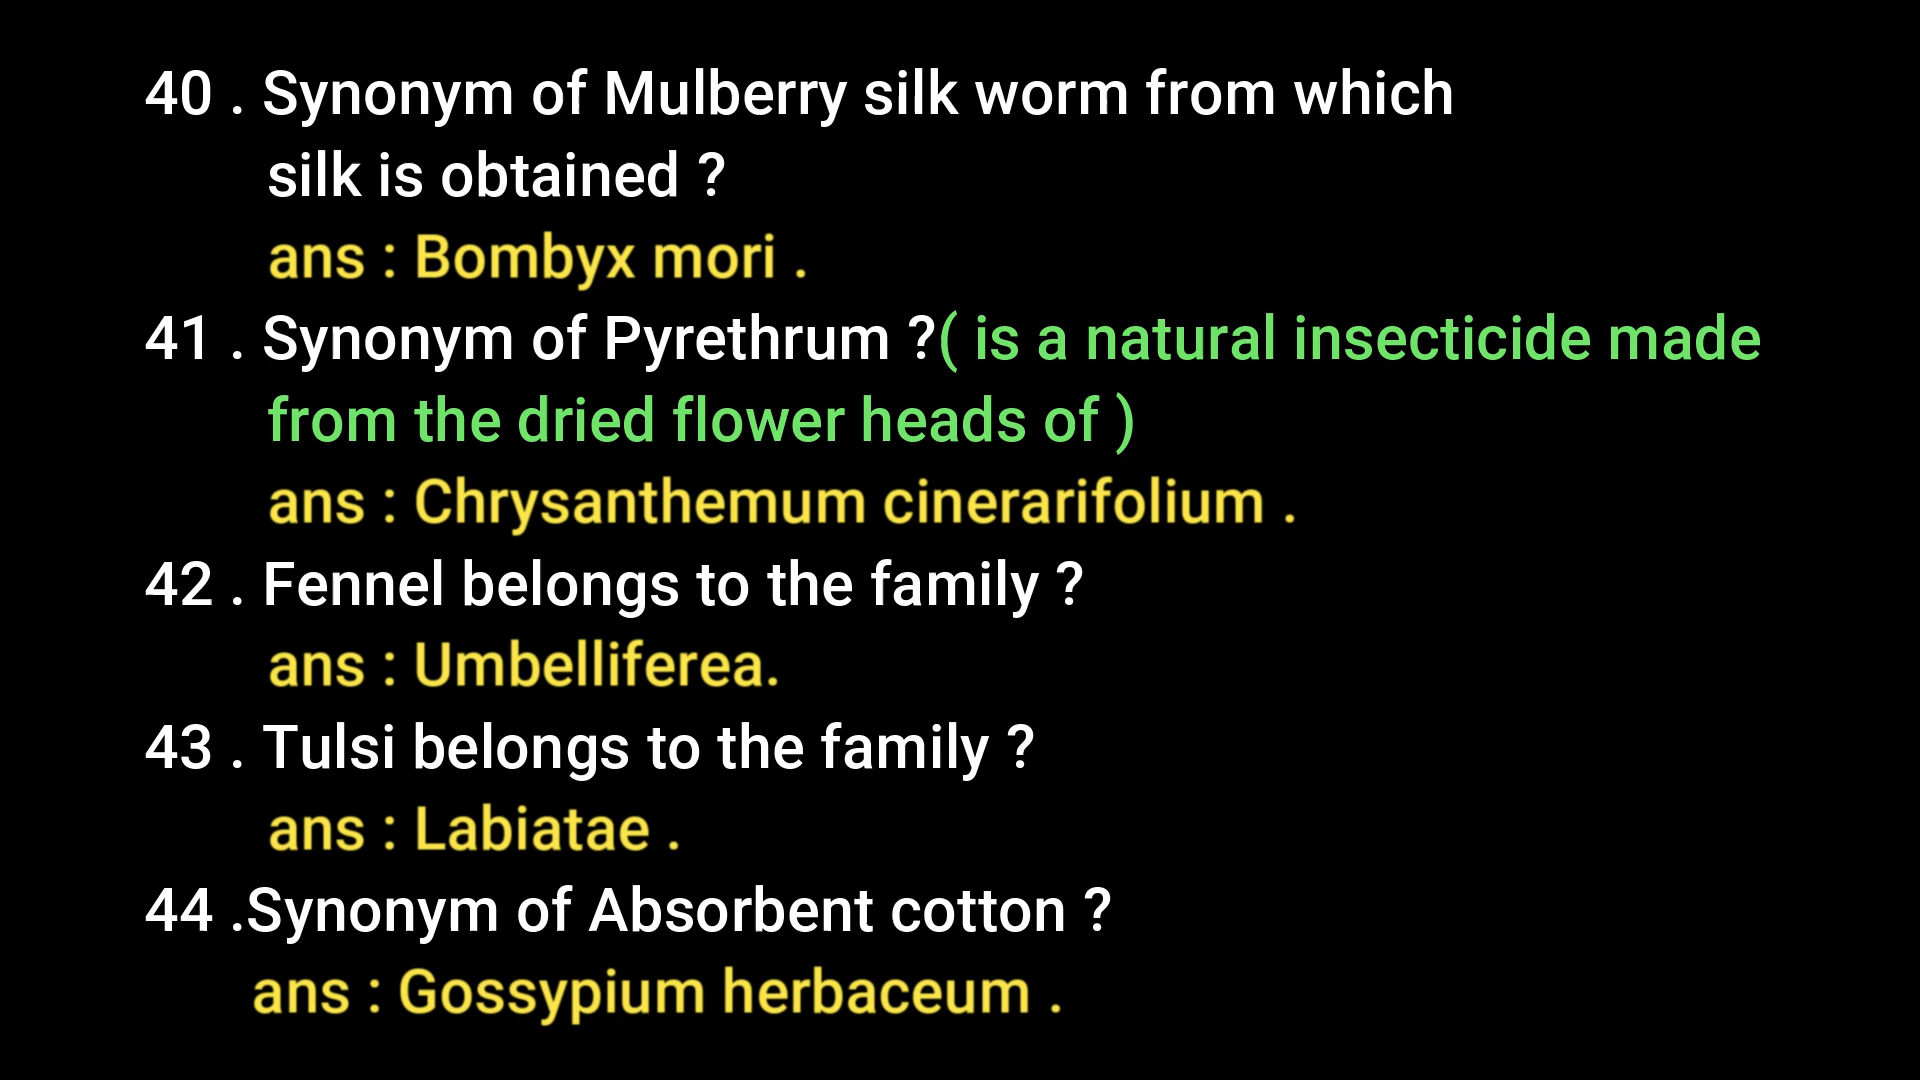 40 . Synonym of Mulberry silk worm from which
silk is obtained ?
ans : Bombyx mori .
41 . Synonym of Pyrethrum ?( is a natural insecticide made
from the dried flower heads of )
ans : Chrysanthemum cinerarifolium .
42 . Fennel belongs to the family ?
ans : Umbelliferea.
43 . Tulsi belongs to the family ?
ans : Labiatae .
44 .Synonym of Absorbent cotton ?
ans : Gossypium herbaceum .